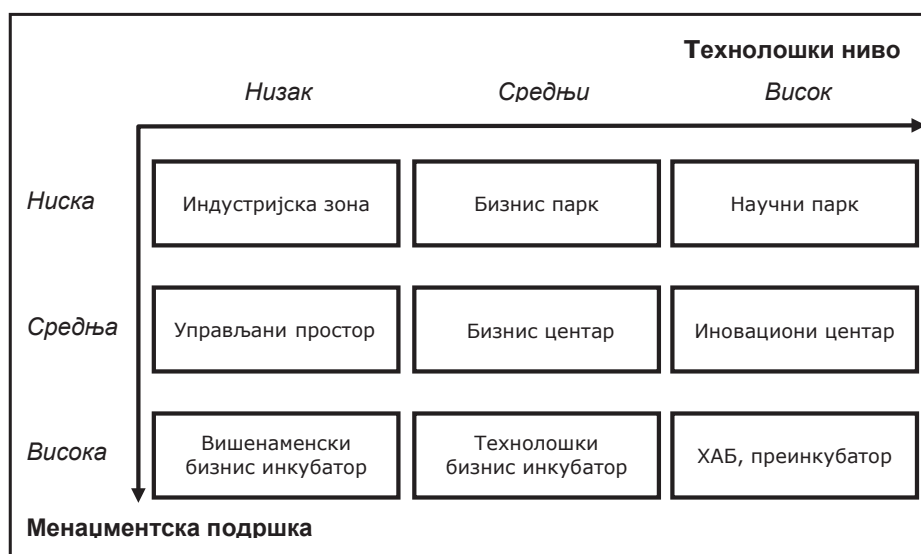 Технолошки ниво
Низак Средњи Висок
Ниска Индустријска зона Бизнис парк Научни парк
Средња Управљани простор Бизнис центар Иновациони центар
Вишенаменски Технолошки
Висока бизнис инкубатор бизнис инкубатор ХАБ, преинкубатор
Менаџментска подршка